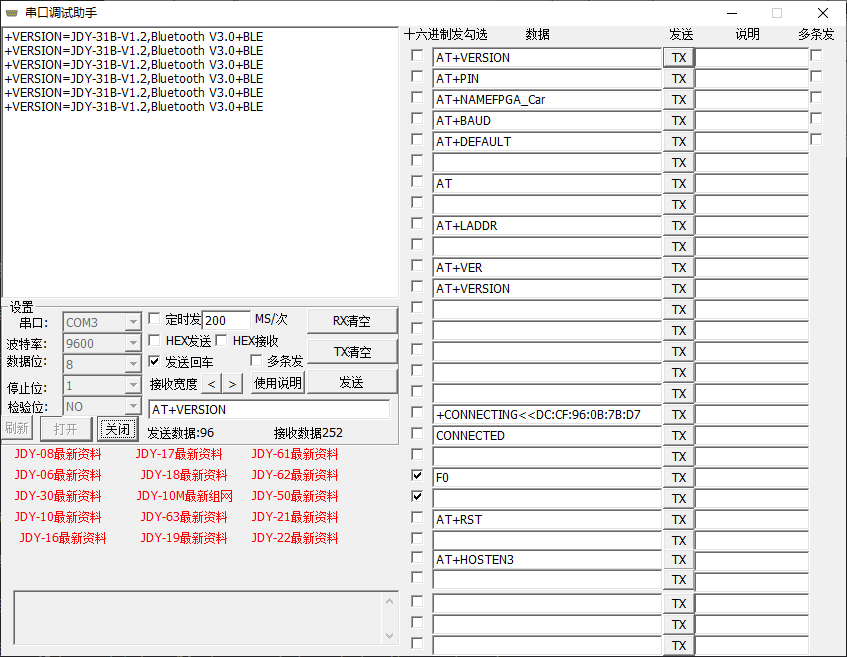 串口调试助手
+VERSION=JDY-31B-V1.2,Bluetooth V3.0+BLE
+VERSION=JDY-31B-V1.2,Bluetooth V3.0+BLE
+VERSION=JDY-31B-V1.2,Bluetooth V3.0+BLE
+VERSION=JDY-31B-V1.2,Bluetooth V3.0+BLE
+VERSION=JDY-31B-V1.2,Bluetooth V3.0+BLE
+VERSION=JDY-31B-V1.2,Bluetooth V3.0+BLE
设置
串口: COM3 定时发 200 MS/次 RX清空
波特率: 9600 HEX发送 HEX接收
数据位: 8 发送回车 多条发 TX清空
停止位: 1 接收宽度 < > 使用说明 发送
检验位: NO AT+VERSION
刷新 打开 关闭 发送数据:96 接收数据252
JDY-08最新资料 JDY-17最新资料 JDY-61最新资料
JDY-06最新资料 JDY-18最新资料 JDY-62最新资料
JDY-30最新资料 JDY-10M最新组网 JDY-50最新资料
JDY-10最新资料 JDY-63最新资料 JDY-21最新资料
JDY-16最新资料 JDY-19最新资料 JDY-22最新资料
十六进制发勾选 数据 发送 说明 多条发
AT+VERSION TX
AT+PIN TX
AT+NAMEFPGA_Car TX
AT+BAUD TX
AT+DEFAULT TX
TX
AT TX
TX
AT+LADDR TX
TX
AT+VER TX
AT+VERSION TX
TX
TX
TX
TX
TX
+CONNECTING<<DC:CF:96:0B:7B:D7 TX
CONNECTED TX
TX
F0 TX
TX
AT+RST TX
TX
AT+HOSTEN3 TX
TX
TX
TX
TX